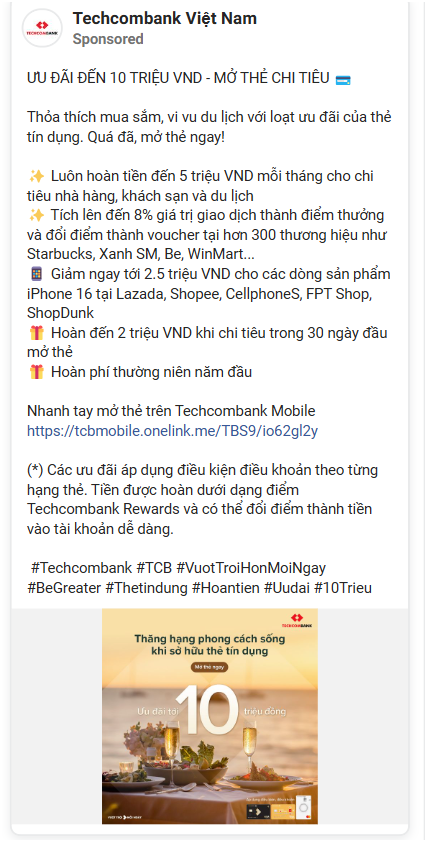 TECHCOMBANK
Techcombank Việt Nam
Sponsored
ƯU ĐÃI ĐẾN 10 TRIỆU VND - MỞ THẺ CHI TIÊU 💳
Thỏa thích mua sắm, vi vu du lịch với loạt ưu đãi của thẻ
tín dụng. Quá đã, mở thẻ ngay!
✨ Luôn hoàn tiền đến 5 triệu VND mỗi tháng cho chi
tiêu nhà hàng, khách sạn và du lịch
✨ Tích lên đến 8% giá trị giao dịch thành điểm thưởng
và đổi điểm thành voucher tại hơn 300 thương hiệu như
Starbucks, Xanh SM, Be, WinMart...
📱 Giảm ngay tới 2.5 triệu VND cho các dòng sản phẩm
iPhone 16 tại Lazada, Shopee, CellphoneS, FPT Shop,
ShopDunk
🎁 Hoàn đến 2 triệu VND khi chi tiêu trong 30 ngày đầu
mở thẻ
🎁 Hoàn phí thường niên năm đầu
Nhanh tay mở thẻ trên Techcombank Mobile
https://tcbmobile.onelink.me/TBS9/io62gl2y
(*) Các ưu đãi áp dụng điều kiện điều khoản theo từng
hạng thẻ. Tiền được hoàn dưới dạng điểm
Techcombank Rewards và có thể đổi điểm thành tiền
vào tài khoản dễ dàng.
#Techcombank #TCB #VuotTroiHonMoiNgay
#BeGreater #Thetindung #Hoantien #Uudai #10Trieu
TECHCOMBANK
Thăng hạng phong cách sống
khi sở hữu thẻ tín dụng
Mở thẻ ngay
Ưu đãi tới 10 triệu đồng